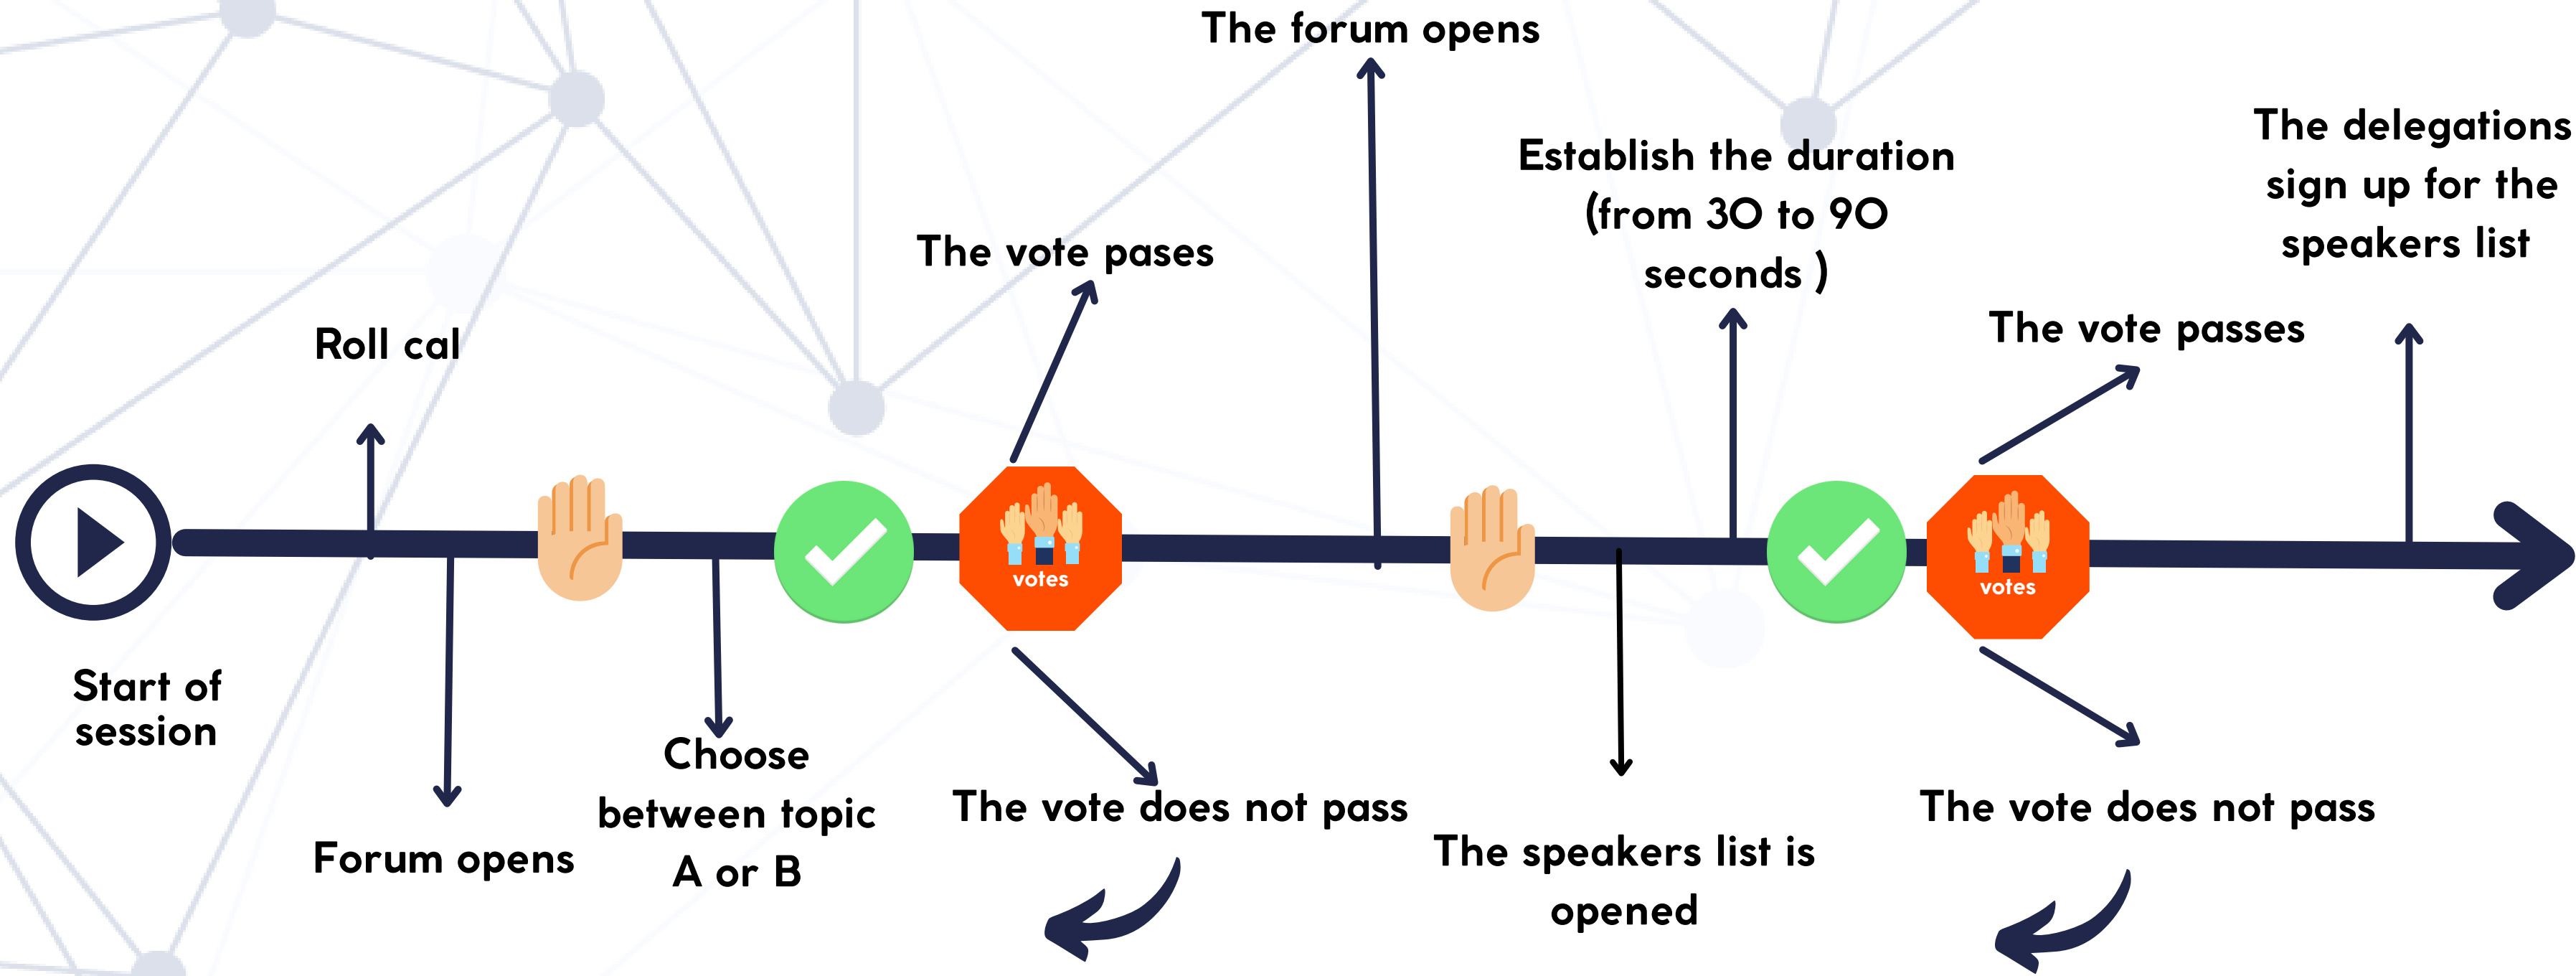 The forum opens
Establish the duration
(from 30 to 90
seconds )
The delegations
sign up for the
speakers list
The vote pases
The vote passes
Roll cal
votes
votes
Start of
session
Forum opens
Choose
between topic
A or B
The vote does not pass
The speakers list is
opened
The vote does not pass